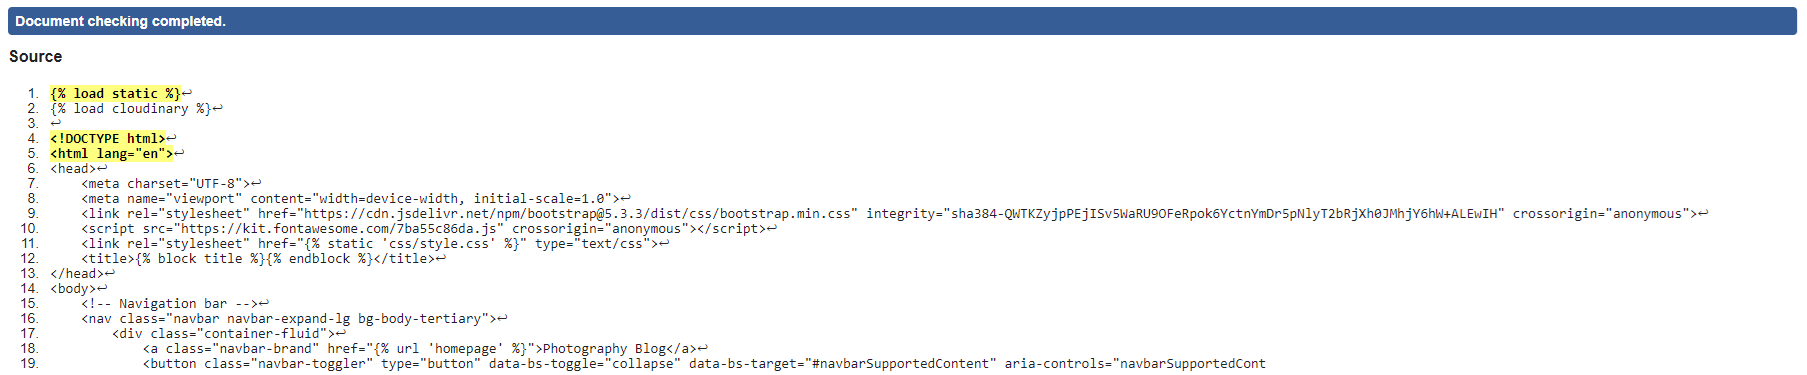 Document checking completed.
Source
1. {% load static %}↩
2. {% load cloudinary %}↩
3. ↩
4. <!DOCTYPE html>↩
5. <html lang="en">↩
6. <head>↩
7. <meta charset="UTF-8">↩
8. <meta name="viewport" content="width=device-width, initial-scale=1.0">↩
9. <link rel="stylesheet" href="https://cdn.jsdelivr.net/npm/bootstrap@5.3.3/dist/css/bootstrap.min.css" integrity="sha384-QWTKZyjpPEjISv5WaRU9OFeRpok6YctnYmDr5pNlyT2bRjXh0JMhjY6hW+ALEwIH" crossorigin="anonymous">↩
10. <script src="https://kit.fontawesome.com/7ba55c86da.js" crossorigin="anonymous"></script>↩
11. <link rel="stylesheet" href="{% static 'css/style.css' %}" type="text/css">↩
12. <title>{% block title %}{% endblock %}</title>↩
13. </head>↩
14. <body>↩
15. <!-- Navigation bar -->↩
16. <nav class="navbar navbar-expand-lg bg-body-tertiary">↩
17. <div class="container-fluid">↩
18. <a class="navbar-brand" href="{% url 'homepage' %}">Photography Blog</a>↩
19. <button class="navbar-toggler" type="button" data-bs-toggle="collapse" data-bs-target="#navbarSupportedContent" aria-controls="navbarSupportedCont